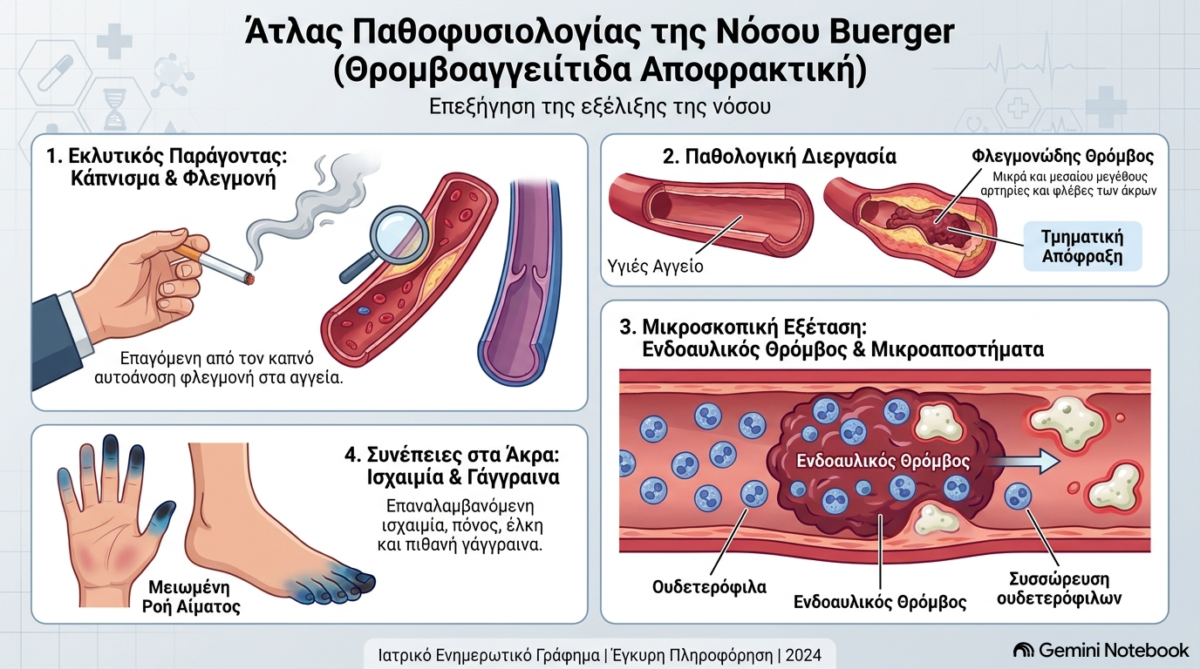 Άτλας Παθοφυσιολογίας της Νόσου Buerger
(Θρομβοαγγειίτιδα Αποφρακτική)
Επεξήγηση της εξέλιξης της νόσου
1. Εκλυτικός Παράγοντας:
Κάπνισμα & Φλεγμονή
Επαγόμενη από τον καπνό
αυτοάνοση φλεγμονή στα αγγεία.
2. Παθολογική Διεργασία
Υγιές Αγγείο
Φλεγμονώδης Θρόμβος
Μικρά και μεσαίου μεγέθους
αρτηρίες και φλέβες των άκρων
Τμηματική
Απόφραξη
3. Μικροσκοπική Εξέταση:
Ενδοαυλικός Θρόμβος & Μικροαποστήματα
Ενδοαυλικός Θρόμβος
Ουδετερόφιλα
Ενδοαυλικός Θρόμβος
Συσσώρευση
ουδετερόφιλων
4. Συνέπειες στα Άκρα:
Ισχαιμία & Γάγγραινα
Επαναλαμβανόμενη
ισχαιμία, πόνος, έλκη
και πιθανή γάγγραινα.
Μειωμένη
Ροή Αίματος
Ιατρικό Ενημερωτικό Γράφημα | Έγκυρη Πληροφόρηση | 2024
Gemini Notebook